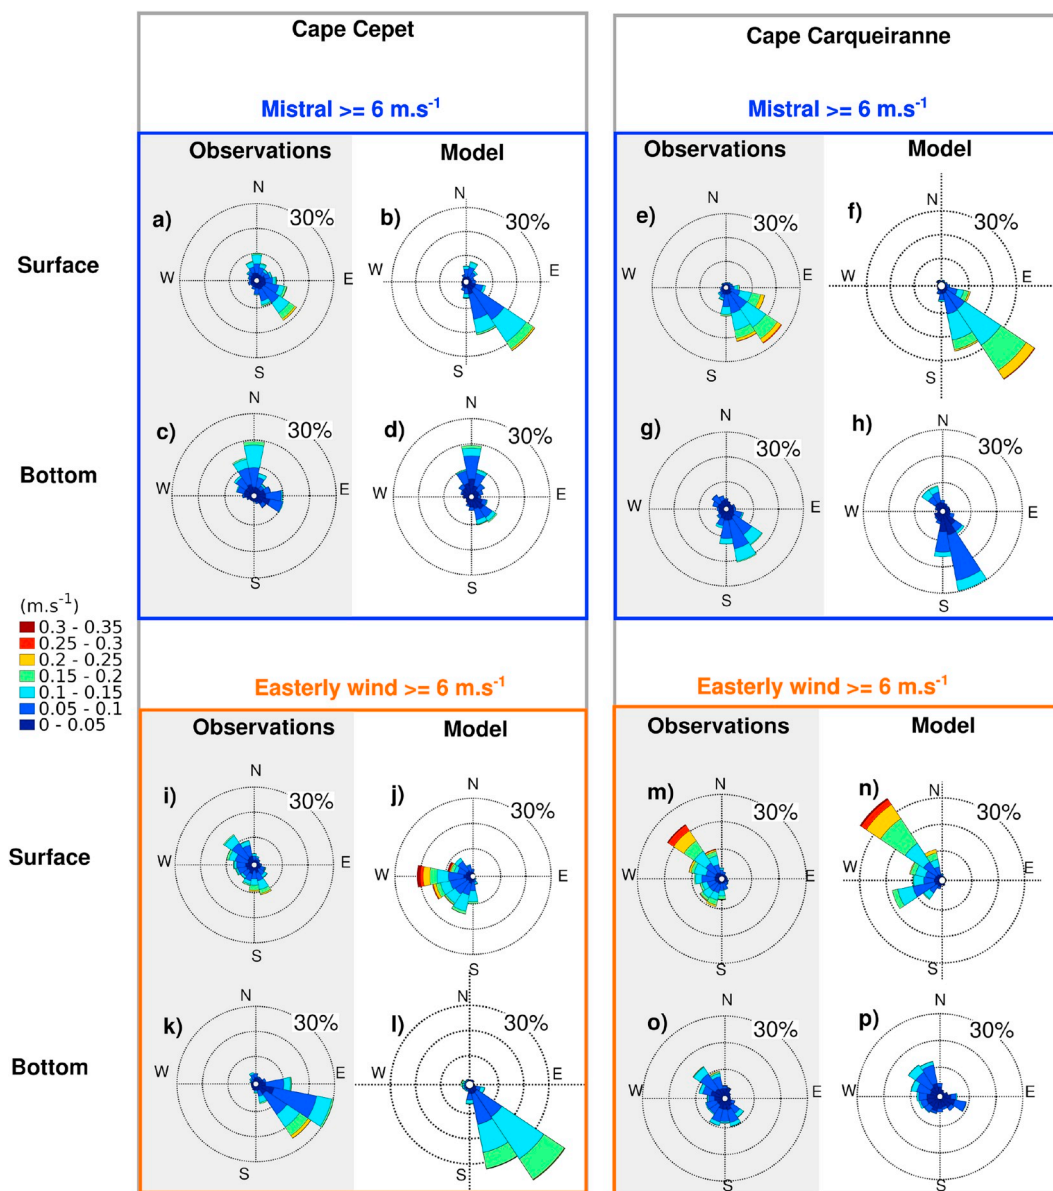 Cape Cepet
Cape Carqueiranne
Mistral >= 6 m.s-1
Mistral >= 6 m.s-1
Observations
Model
Observations
Model
Surface
a)
N
30%
W
E
S
b)
N
30%
W
E
S
e)
N
30%
W
E
S
f)
N
30%
W
E
S
Bottom
c)
N
30%
W
E
S
d)
N
30%
W
E
S
g)
N
30%
W
E
S
h)
N
30%
W
E
S
(m.s-1)
0.3 - 0.35
0.25 - 0.3
0.2 - 0.25
0.15 - 0.2
0.1 - 0.15
0.05 - 0.1
0 - 0.05
Easterly wind >= 6 m.s-1
Easterly wind >= 6 m.s-1
Observations
Model
Observations
Model
Surface
i)
N
30%
W
E
S
j)
N
30%
W
E
S
m)
N
30%
W
E
S
n)
N
30%
W
E
S
Bottom
k)
N
30%
W
E
S
l)
N
30%
W
E
S
o)
N
30%
W
E
S
p)
N
30%
W
E
S